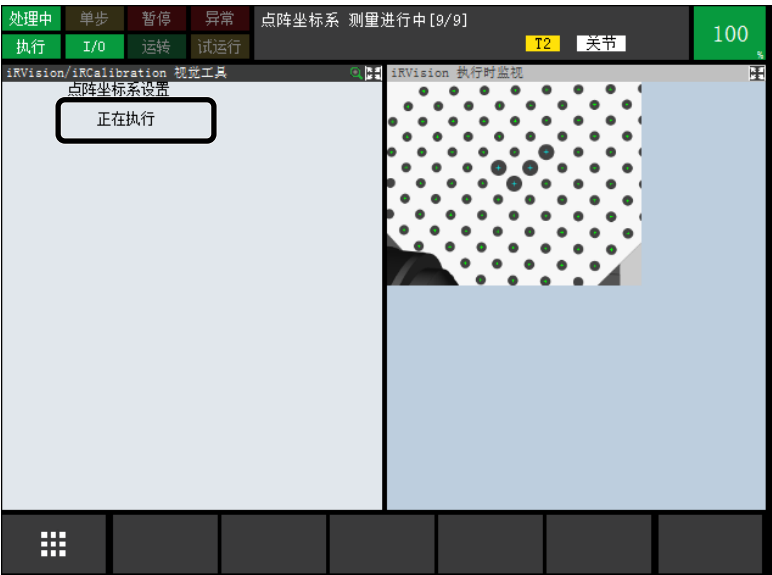 处理中 单步 暂停 异常 点阵坐标系 测量进行中[9/9]
执行 I/O 运转 试运行 T2 关节 100 %
iRVision/iRCalibration 视觉工具 iRVision 执行时监视
点阵坐标系设置
正在执行